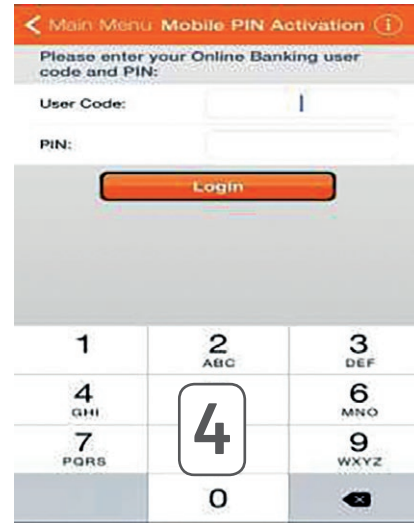 Main Menu Mobile PIN Activation i
Please enter your Online Banking user
code and PIN:
User Code:
PIN:
Login
1 2 3
ABC DEF
4 6
GHI MNO
4
7 9
PQRS WXYZ
0